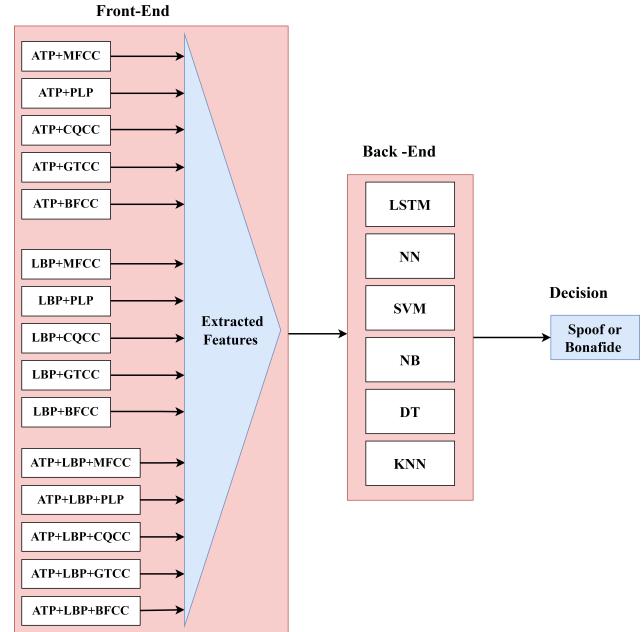 Front-End
ATP+MFCC
ATP+PLP
ATP+CQCC
ATP+GTCC
ATP+BFCC
LBP+MFCC
LBP+PLP
LBP+CQCC
LBP+GTCC
LBP+BFCC
ATP+LBP+MFCC
ATP+LBP+PLP
ATP+LBP+CQCC
ATP+LBP+GTCC
ATP+LBP+BFCC
Extracted
Features
Back -End
LSTM
NN
SVM
NB
DT
KNN
Decision
Spoof or
Bonafide